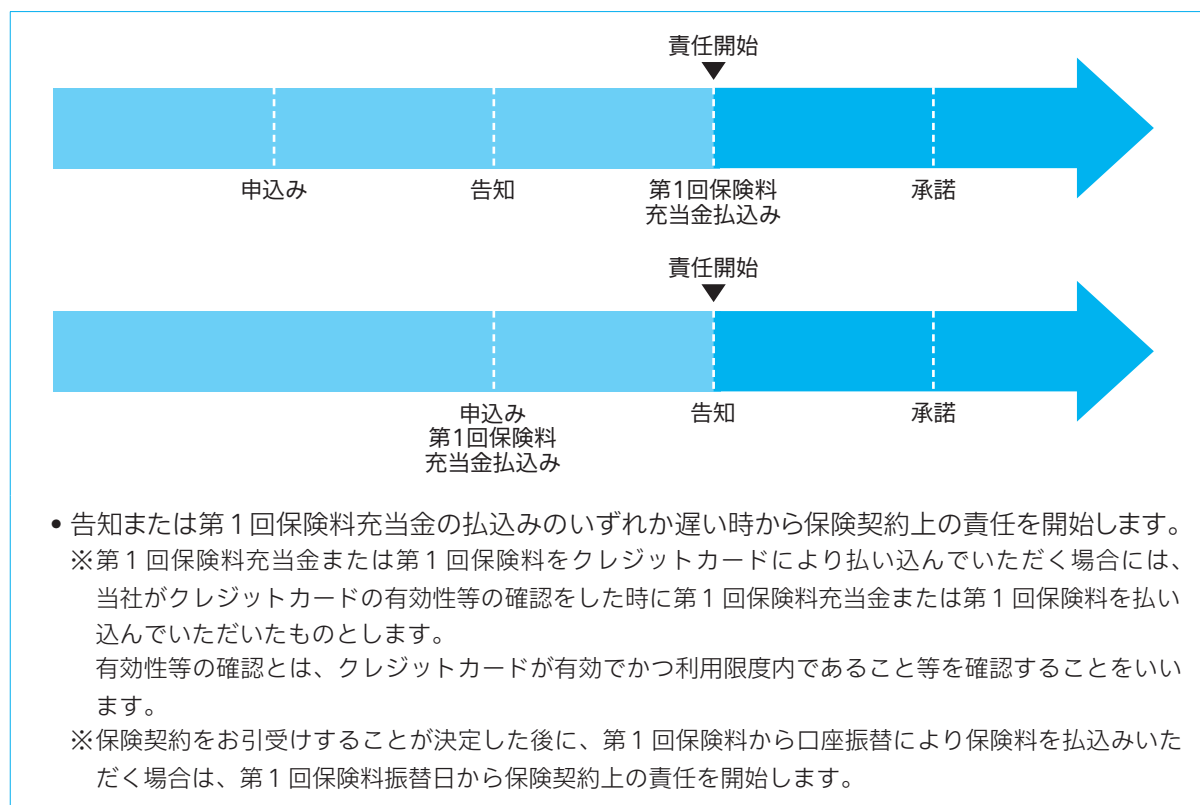 責任開始
申込み
告知
第1回保険料
充当金払込み
承諾
責任開始
申込み
第1回保険料
充当金払込み
告知
承諾
•告知または第1回保険料充当金の払込みのいずれか遅い時から保険契約上の責任を開始します。
※第1回保険料充当金または第1回保険料をクレジットカードにより払い込んでいただく場合には、
当社がクレジットカードの有効性等の確認をした時に第1回保険料充当金または第1回保険料を払い
込んでいただいたものとします。
有効性等の確認とは、クレジットカードが有効でかつ利用限度内であること等を確認することをいい
ます。
※保険契約をお引受けすることが決定した後に、第1回保険料から口座振替により保険料を払込みいた
だく場合は、第1回保険料振替日から保険契約上の責任を開始します。